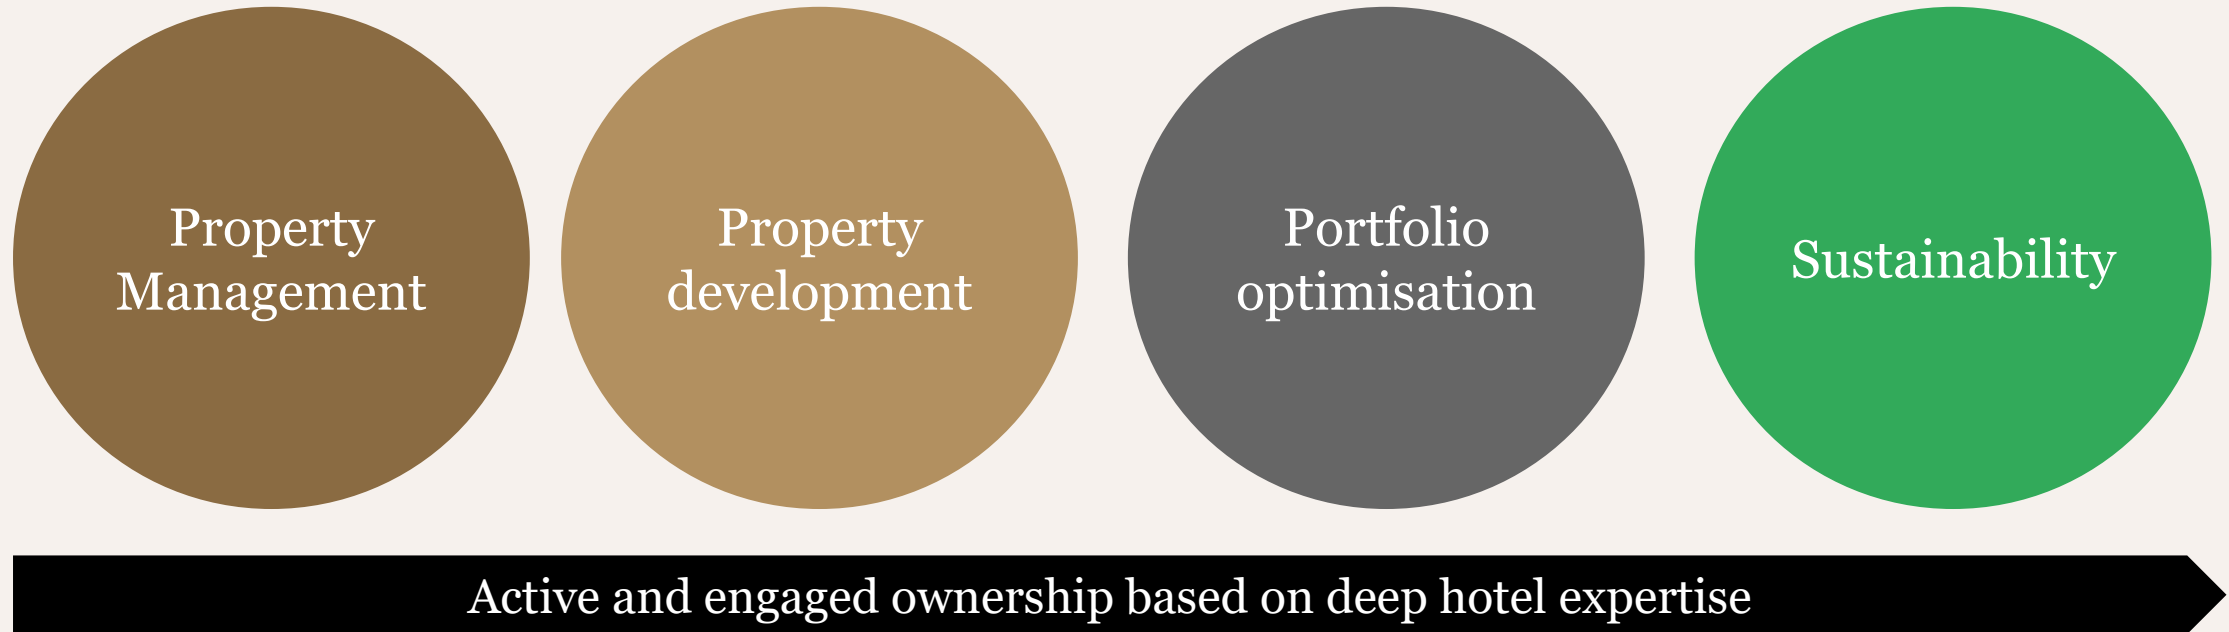 Property
Management
Property
development
Portfolio
optimisation
Sustainability
Active and engaged ownership based on deep hotel expertise